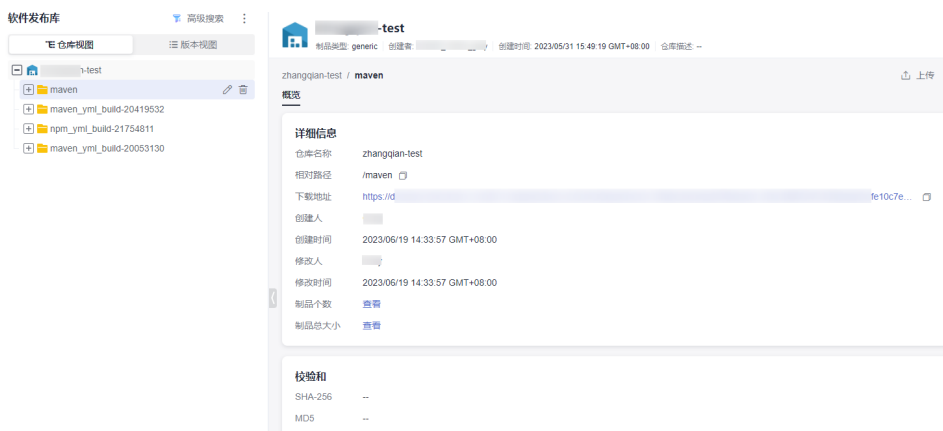 软件发布库
高级搜索
仓库视图
版本视图
-test
maven
maven_yml_build-20419532
npm_yml_build-21754811
maven_yml_build-20053130
-test
制品类型: generic 创建者: 创建时间: 2023/05/31 15:49:19 GMT+08:00 仓库描述: --
zhangqian-test / maven
上传
概览
详细信息
仓库名称 zhangqian-test
相对路径 /maven
下载地址 https://d fe10c7e...
创建人
创建时间 2023/06/19 14:33:57 GMT+08:00
修改人
修改时间 2023/06/19 14:33:57 GMT+08:00
制品个数 查看
制品总大小 查看
校验和
SHA-256 --
MD5 --